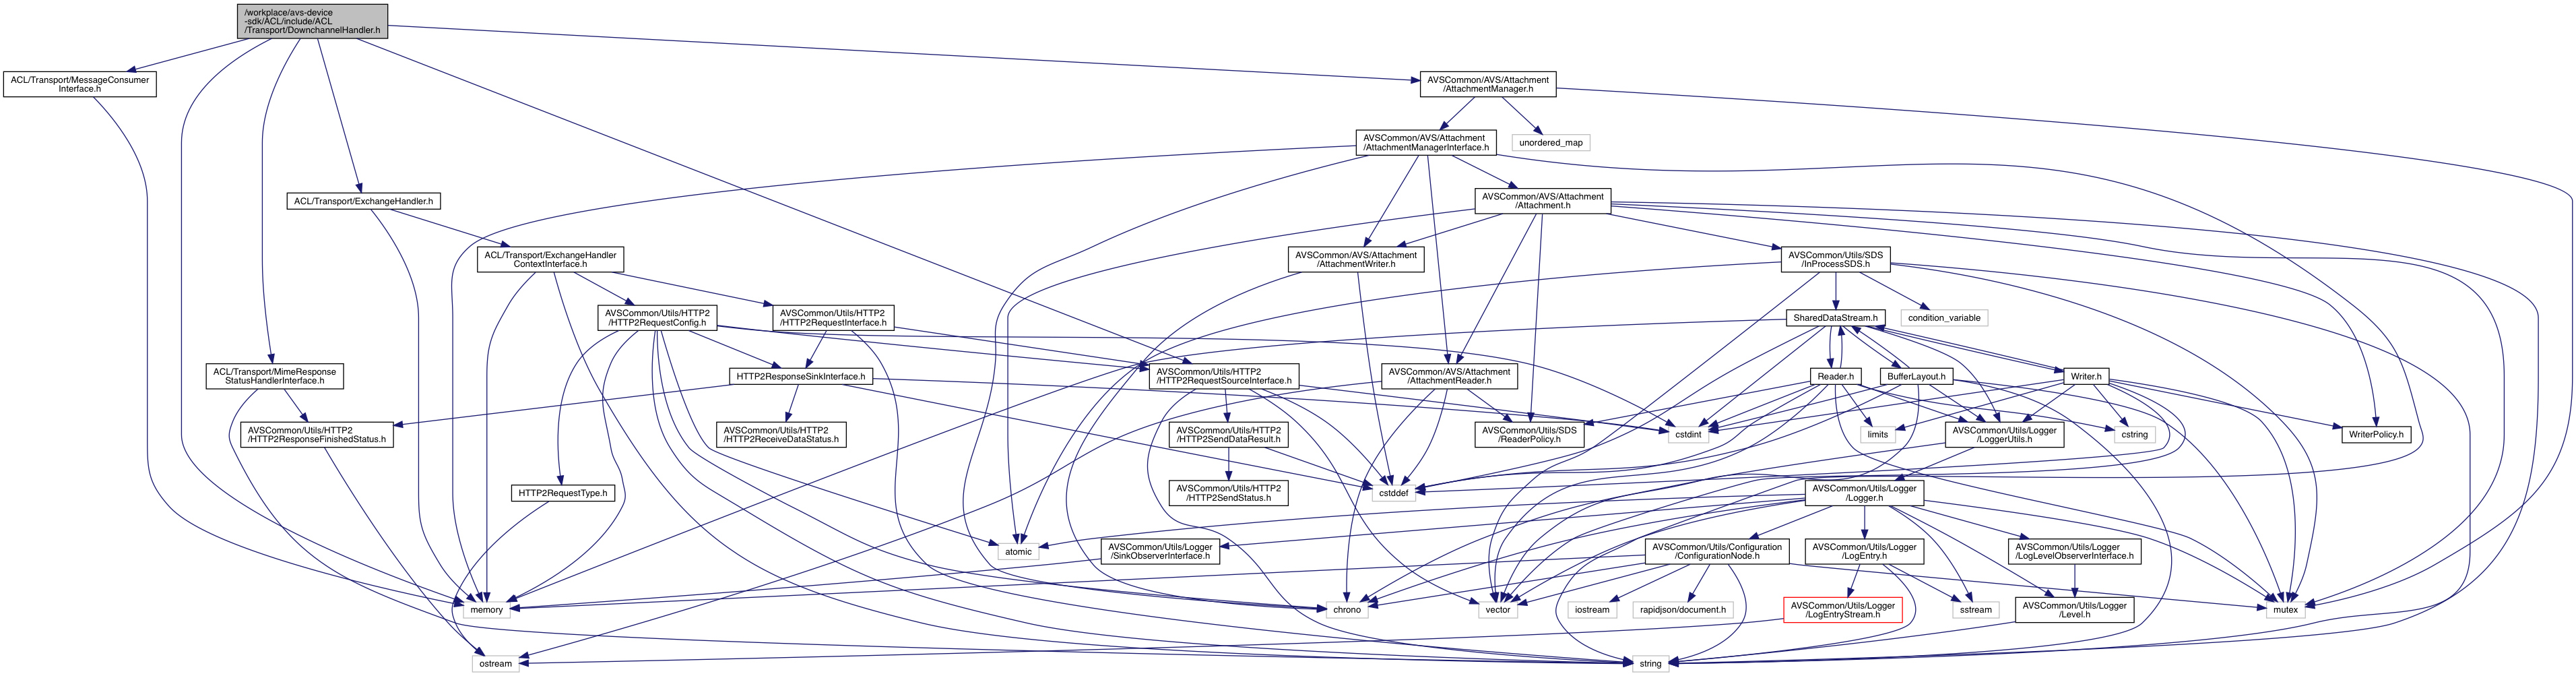 /workplace/avs-device
-sdk/ACL/include/ACL
/Transport/DownchannelHandler.h
ACL/Transport/MessageConsumer
Interface.h
AVSCommon/AVS/Attachment
/AttachmentManager.h
AVSCommon/AVS/Attachment
/AttachmentManagerInterface.h
unordered_map
ACL/Transport/ExchangeHandler.h
AVSCommon/AVS/Attachment
/Attachment.h
ACL/Transport/ExchangeHandler
ContextInterface.h
AVSCommon/AVS/Attachment
/AttachmentWriter.h
AVSCommon/Utils/SDS
/InProcessSDS.h
AVSCommon/Utils/HTTP2
/HTTP2RequestConfig.h
AVSCommon/Utils/HTTP2
/HTTP2RequestInterface.h
SharedDataStream.h
condition_variable
ACL/Transport/MimeResponse
StatusHandlerInterface.h
HTTP2ResponseSinkInterface.h
AVSCommon/Utils/HTTP2
/HTTP2RequestSourceInterface.h
AVSCommon/AVS/Attachment
/AttachmentReader.h
Reader.h
BufferLayout.h
Writer.h
AVSCommon/Utils/HTTP2
/HTTP2ResponseFinishedStatus.h
AVSCommon/Utils/HTTP2
/HTTP2ReceiveDataStatus.h
AVSCommon/Utils/HTTP2
/HTTP2SendDataResult.h
AVSCommon/Utils/SDS
/ReaderPolicy.h
cstdint
limits
AVSCommon/Utils/Logger
/LoggerUtils.h
cstring
WriterPolicy.h
HTTP2RequestType.h
AVSCommon/Utils/HTTP2
/HTTP2SendStatus.h
cstddef
AVSCommon/Utils/Logger
/Logger.h
atomic
AVSCommon/Utils/Logger
/SinkObserverInterface.h
AVSCommon/Utils/Configuration
/ConfigurationNode.h
AVSCommon/Utils/Logger
/LogEntry.h
AVSCommon/Utils/Logger
/LogLevelObserverInterface.h
memory
chrono
vector
iostream
rapidjson/document.h
AVSCommon/Utils/Logger
/LogEntryStream.h
sstream
AVSCommon/Utils/Logger
/Level.h
mutex
ostream
string